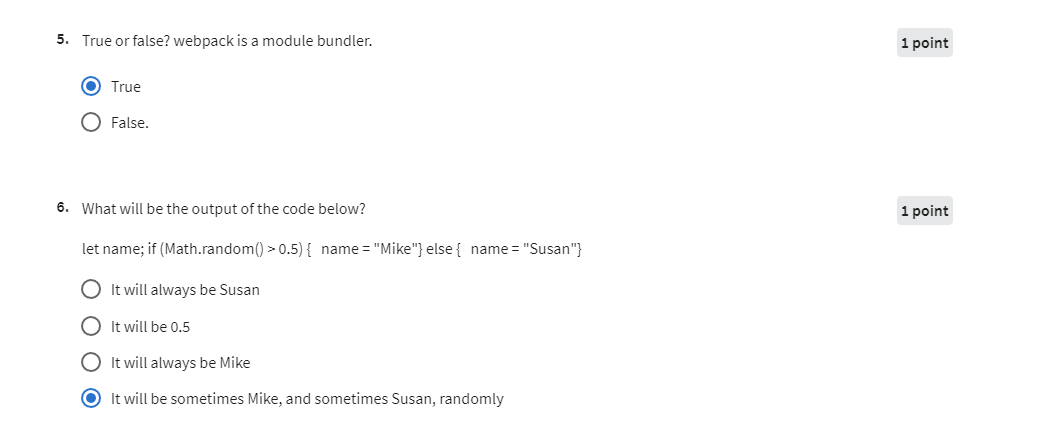 5. True or false? webpack is a module bundler.
1 point
True
False.
6. What will be the output of the code below?
1 point
let name; if (Math.random() > 0.5) {  name = "Mike"} else {  name = "Susan"}
It will always be Susan
It will be 0.5
It will always be Mike
It will be sometimes Mike, and sometimes Susan, randomly